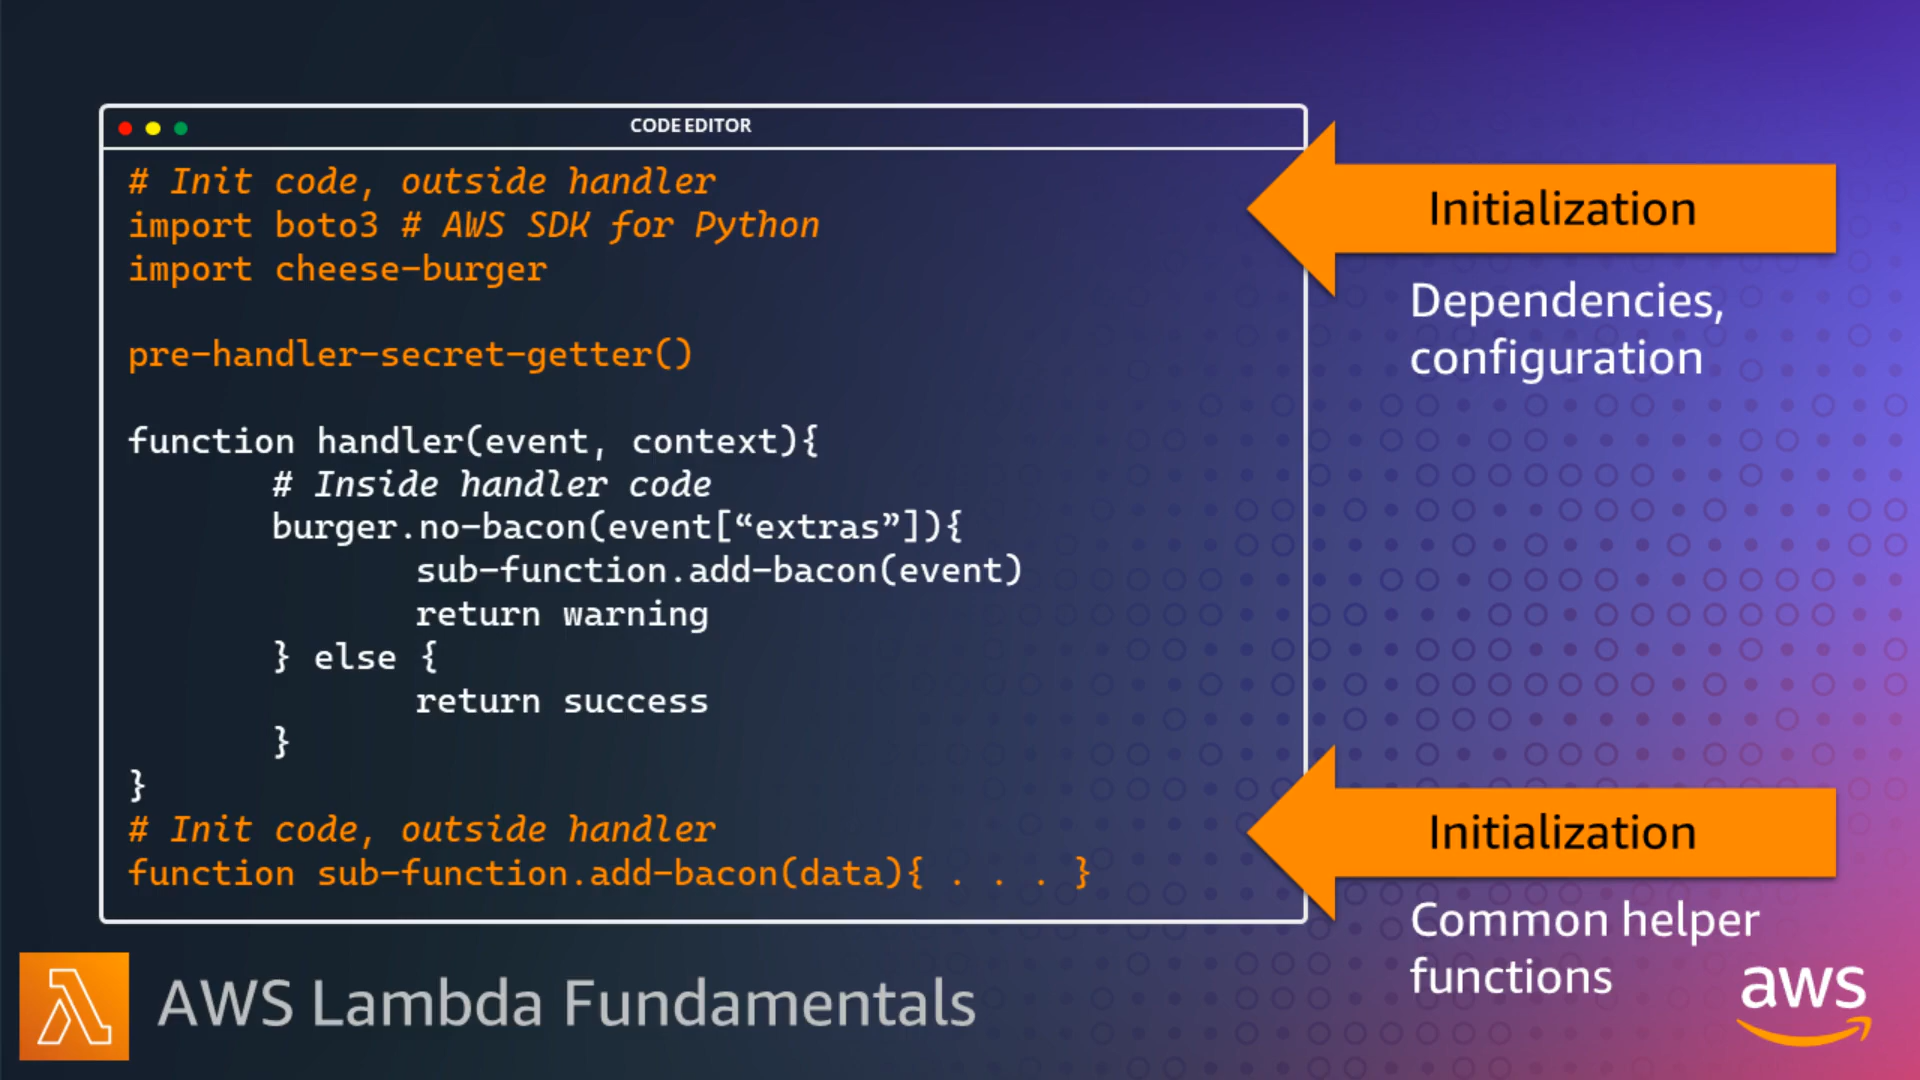 CODE EDITOR
# Init code, outside handler
import boto3 # AWS SDK for Python
import cheese-burger
pre-handler-secret-getter()
function handler(event, context){
# Inside handler code
burger.no-bacon(event[“extras”]){
sub-function.add-bacon(event)
return warning
} else {
return success
}
}
# Init code, outside handler
function sub-function.add-bacon(data){ . . . }
Initialization
Dependencies,
configuration
Initialization
Common helper
functions
AWS Lambda Fundamentals
aws